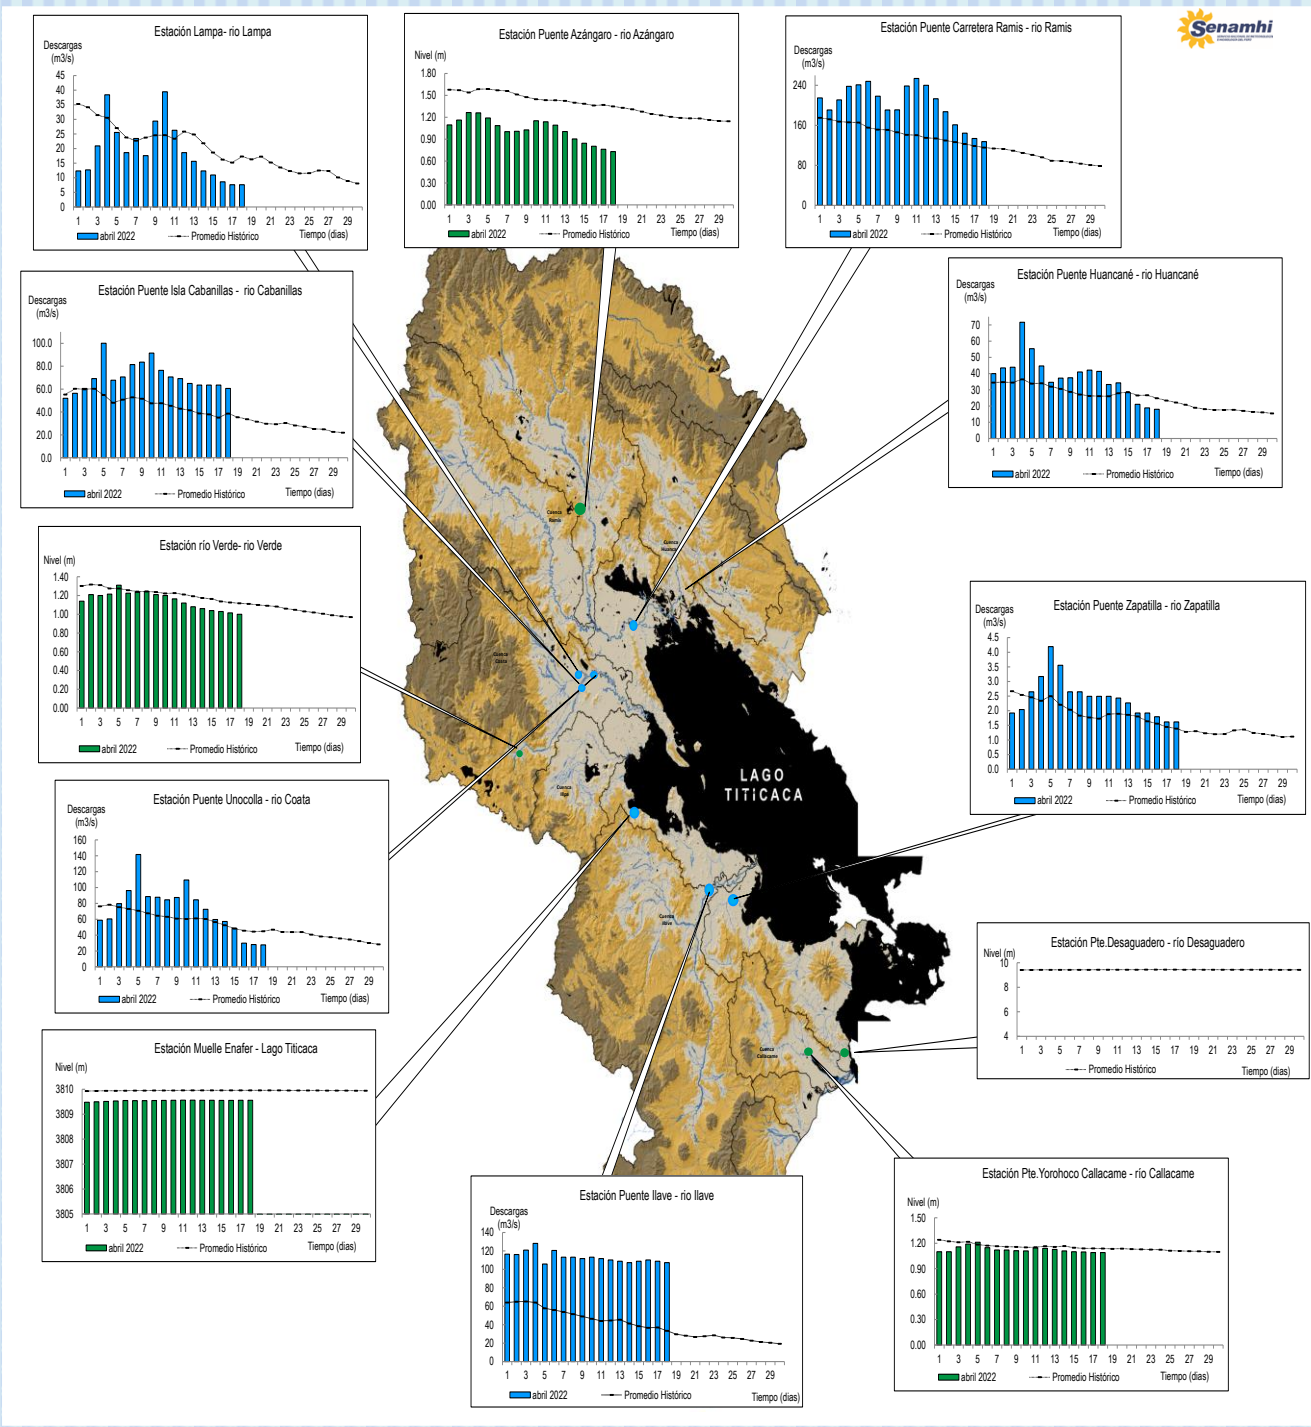 Senamhi
Estación Lampa- rio Lampa
Descargas
(m3/s)
45
40
35
30
25
20
15
10
5
0
1 3 5 7 9 11 13 15 17 19 21 23 25 27 29
abril 2022 Promedio Histórico Tiempo (dias)
Estación Puente Azángaro - rio Azángaro
Nivel (m)
1.80
1.50
1.20
0.90
0.60
0.30
0.00
1 3 5 7 9 11 13 15 17 19 21 23 25 27 29
abril 2022 Promedio Histórico Tiempo (dias)
Estación Puente Carretera Ramis - rio Ramis
Descargas
(m3/s)
240
160
80
0
1 3 5 7 9 11 13 15 17 19 21 23 25 27 29
abril 2022 Promedio Histórico Tiempo (dias)
Estación Puente Isla Cabanillas - rio Cabanillas
Descargas
(m3/s)
100.0
80.0
60.0
40.0
20.0
0.0
1 3 5 7 9 11 13 15 17 19 21 23 25 27 29
abril 2022 Promedio Histórico Tiempo (dias)
Estación Puente Huancané - rio Huancané
Descargas
(m3/s)
70
60
50
40
30
20
10
0
1 3 5 7 9 11 13 15 17 19 21 23 25 27 29
abril 2022 Promedio Histórico Tiempo (dias)
Estación río Verde- rio Verde
Nivel (m)
1.40
1.20
1.00
0.80
0.60
0.40
0.20
0.00
1 3 5 7 9 11 13 15 17 19 21 23 25 27 29
abril 2022 Promedio Histórico Tiempo (dias)
Estación Puente Zapatilla - rio Zapatilla
Descargas
(m3/s)
4.5
4.0
3.5
3.0
2.5
2.0
1.5
1.0
0.5
0.0
1 3 5 7 9 11 13 15 17 19 21 23 25 27 29
abril 2022 Promedio Histórico Tiempo (dias)
Estación Puente Unocolla - rio Coata
Descargas
(m3/s)
160
140
120
100
80
60
40
20
0
1 3 5 7 9 11 13 15 17 19 21 23 25 27 29
abril 2022 Promedio Histórico Tiempo (dias)
Cuenca
Ramis
Cuenca
Cuenca
Cuenca
Cuenca
Ilave
Cuenca
Callacame
LAGO
TITíCACA
Estación Pte.Desaguadero - río Desaguadero
Nivel (m)
10
8
6
4
1 3 5 7 9 11 13 15 17 19 21 23 25 27 29
Promedio Histórico Tiempo (dias)
Estación Muelle Enafer - Lago Titicaca
Nivel (m)
3810
3809
3808
3807
3806
3805
1 3 5 7 9 11 13 15 17 19 21 23 25 27 29
abril 2022 Promedio Histórico Tiempo (dias)
Estación Puente Ilave - rio Ilave
Descargas
(m3/s)
140
120
100
80
60
40
20
0
1 3 5 7 9 11 13 15 17 19 21 23 25 27 29
abril 2022 Promedio Histórico Tiempo (dias)
Estación Pte.Yorohoco Callacame - río Callacame
Nivel (m)
1.50
1.20
0.90
0.60
0.30
0.00
1 3 5 7 9 11 13 15 17 19 21 23 25 27 29
abril 2022 Promedio Histórico Tiempo (dias)